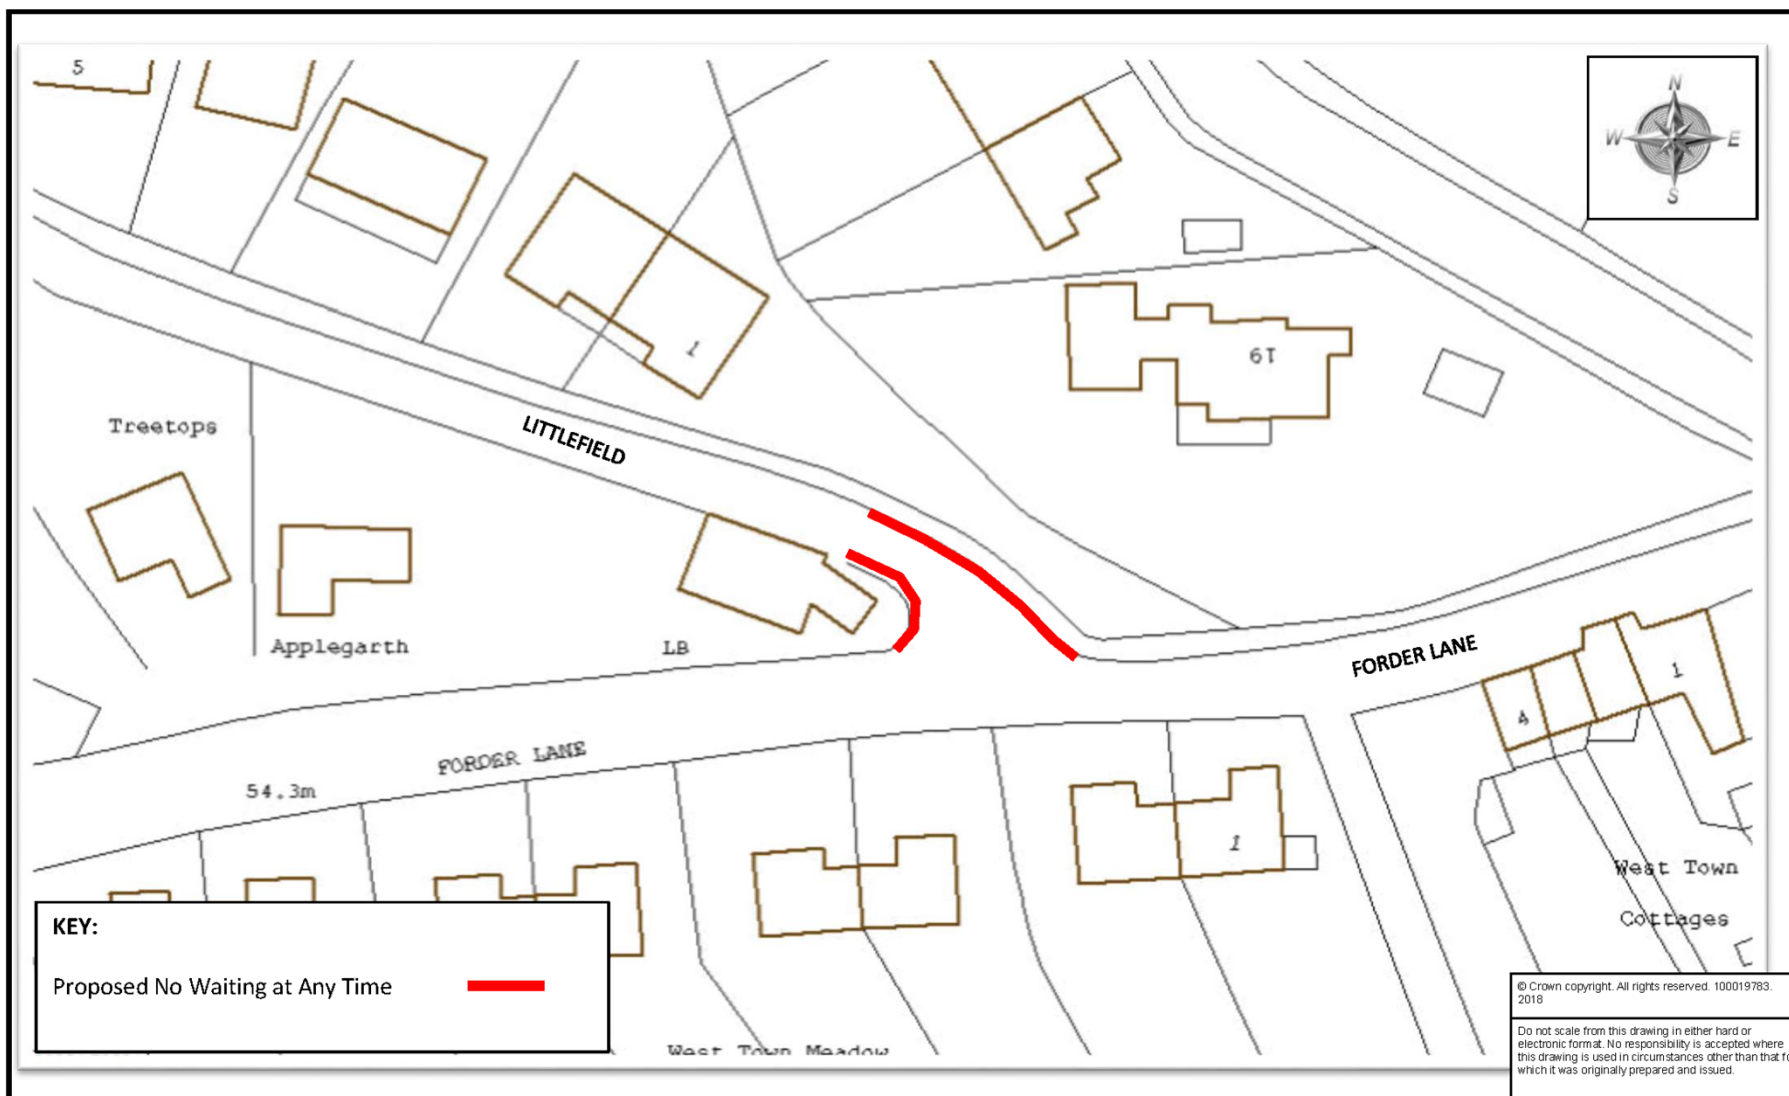 5
N
W
E
S
1
19
Treetops
LITTLEFIELD
Applegarth
LB
FORDER LANE
1
4
FORDER LANE
54.3m
1
West Town
Cottages
KEY:
Proposed No Waiting at Any Time
West Town Meadow
© Crown copyright. All rights reserved. 100019783.
2018
Do not scale from this drawing in either hard or
electronic format. No responsibility is accepted where
this drawing is used in circumstances other than that fo
which it was originally prepared and issued.